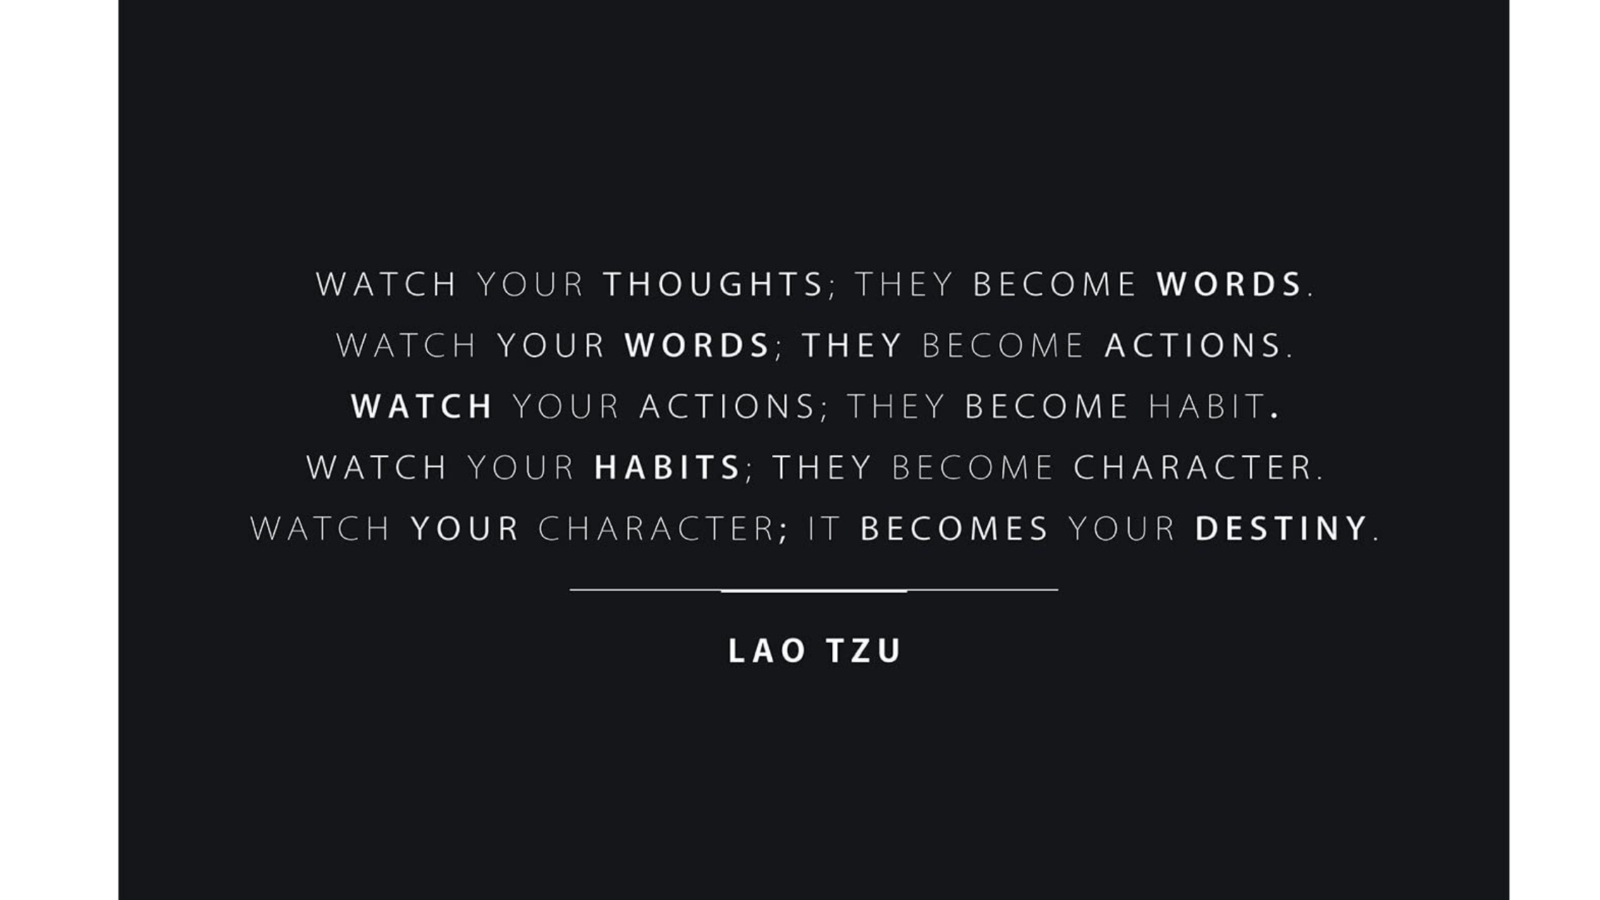 WATCH YOUR THOUGHTS; THEY BECOME WORDS.
WATCH YOUR WORDS; THEY BECOME ACTIONS.
WATCH YOUR ACTIONS; THEY BECOME HABIT.
WATCH YOUR HABITS; THEY BECOME CHARACTER.
WATCH YOUR CHARACTER; IT BECOMES YOUR DESTINY.
LAO TZU